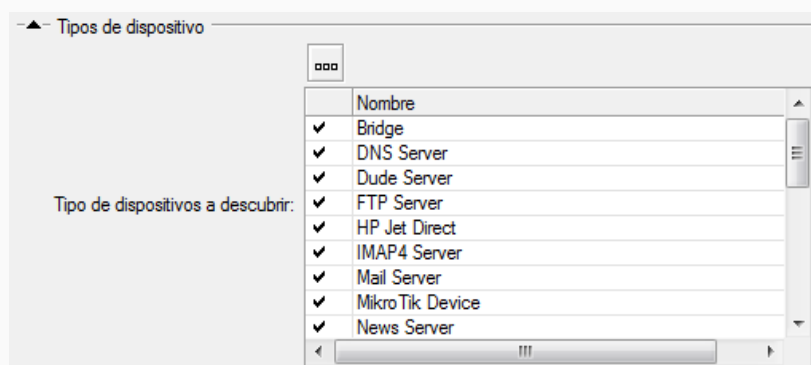 Tipos de dispositivo
Nombre
Bridge
DNS Server
Dude Server
Tipo de dispositivos a descubrir:
FTP Server
HP Jet Direct
IMAP4 Server
Mail Server
MikroTik Device
News Server